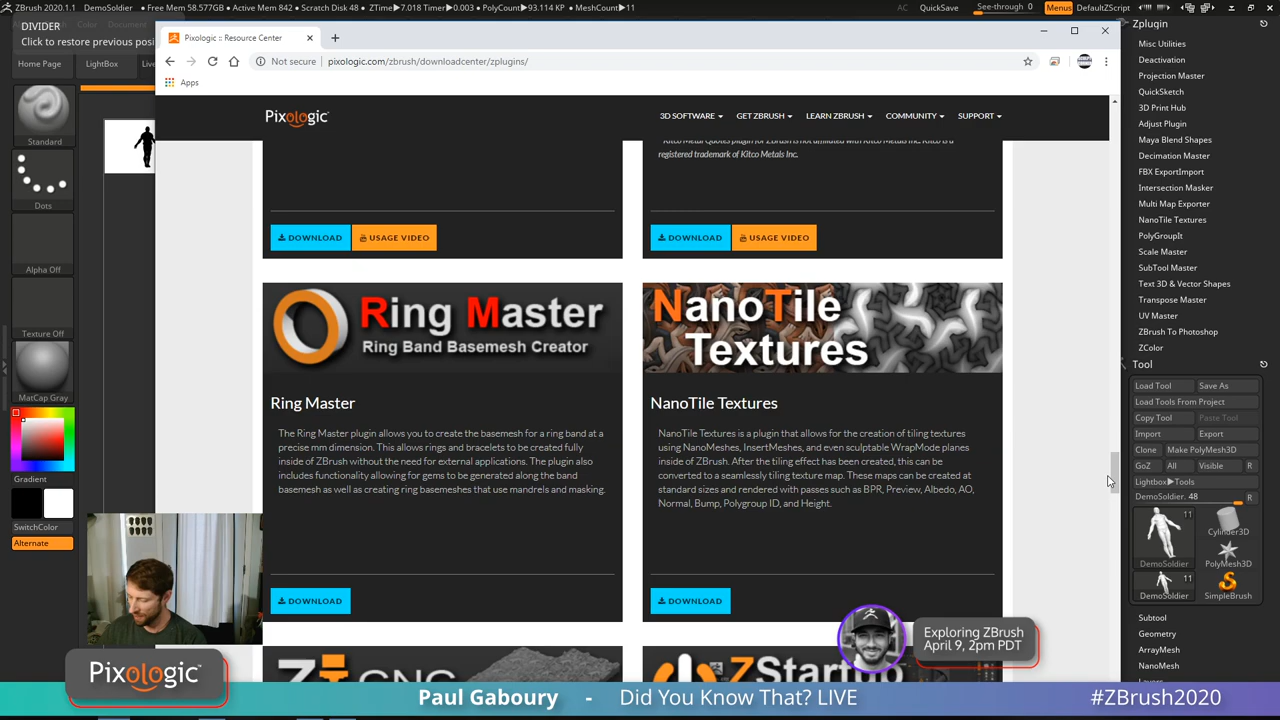 ZBrush 2020.1.1 DemoSoldier • Free Mem 58.577GB • Active Mem 842 • Scratch Disk 48 • ZTime▶7.018 Timer▶0.003 • PolyCount▶93.114 KP • MeshCount▶11
AC QuickSave See-through 0 Menus DefaultZScript
DIVIDER
Click to restore previous posi
Home Page LightBox Live
Pixologic :: Resource Center
Not secure pixologic.com/zbrush/downloadcenter/zplugins/
Apps
Pixologic
3D SOFTWARE GET ZBRUSH LEARN ZBRUSH COMMUNITY SUPPORT
registered trademark of Kitco Metals Inc.
DOWNLOAD USAGE VIDEO
DOWNLOAD USAGE VIDEO
Ring Master
Ring Band Basemesh Creator
NanoTile
Textures
Ring Master
The Ring Master plugin allows you to create the basemesh for a ring band at a
precise mm dimension. This allows rings and bracelets to be created fully
inside of ZBrush without the need for external applications. The plugin also
includes functionality allowing for gems to be generated along the band
basemesh as well as creating ring basemeshes that use mandrels and masking.
DOWNLOAD
NanoTile Textures
NanoTile Textures is a plugin that allows for the creation of tiling textures
using NanoMeshes, InsertMeshes, and even sculptable WrapMode planes
inside of ZBrush. After the tiling effect has been created, this can be
converted to a seamlessly tiling texture map. These maps can be created at
standard sizes and rendered with passes such as BPR, Preview, Albedo, AO,
Normal, Bump, Polygroup ID, and Height.
DOWNLOAD
Standard
Dots
Alpha Off
Texture Off
MatCap Gray
Gradient
SwitchColor
Alternate
Zplugin
Misc Utilities
Deactivation
Projection Master
QuickSketch
3D Print Hub
Adjust Plugin
Maya Blend Shapes
Decimation Master
FBX ExportImport
Intersection Masker
Multi Map Exporter
NanoTile Textures
PolyGroupIt
Scale Master
SubTool Master
Text 3D & Vector Shapes
Transpose Master
UV Master
ZBrush To Photoshop
ZColor
Tool
Load Tool Save As
Load Tools From Project
Copy Tool Paste Tool
Import Export
Clone Make PolyMesh3D
GoZ All Visible R
Lightbox▶Tools
DemoSoldier. 48 R
11
DemoSoldier Cylinder3D
PolyMesh3D
11
DemoSoldier SimpleBrush
Subtool
Geometry
ArrayMesh
NanoMesh
Exploring ZBrush
April 9, 2pm PDT
Pixologic
Paul Gaboury - Did You Know That? LIVE #ZBrush2020